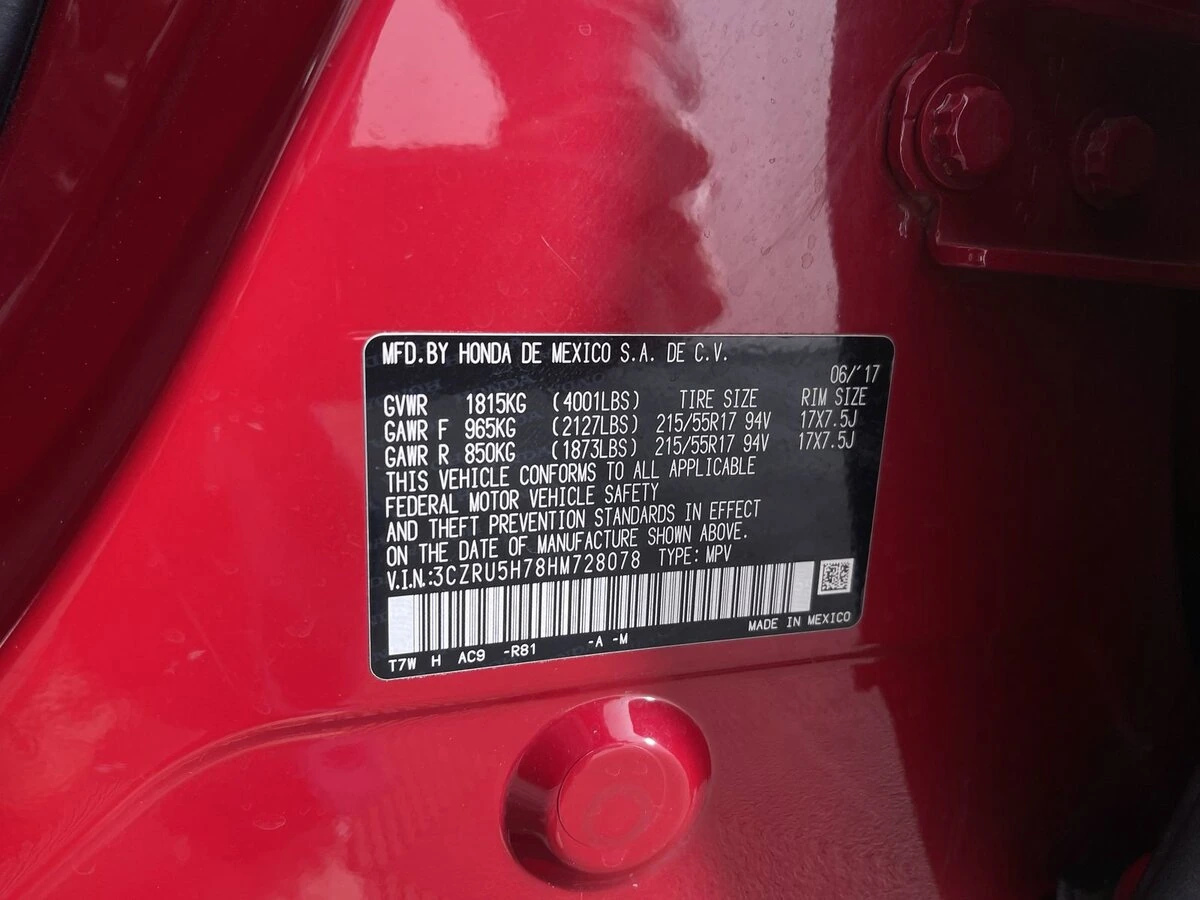 MFD.BY HONDA DE MEXICO S.A. DE C.V.
06/'17
GVWR 1815KG (4001LBS) TIRE SIZE RIM SIZE
GAWR F 965KG (2127LBS) 215/55R17 94V 17X7.5J
GAWR R 850KG (1873LBS) 215/55R17 94V 17X7.5J
THIS VEHICLE CONFORMS TO ALL APPLICABLE
FEDERAL MOTOR VEHICLE SAFETY
AND THEFT PREVENTION STANDARDS IN EFFECT
ON THE DATE OF MANUFACTURE SHOWN ABOVE.
V.I.N.:3CZRU5H78HM728078 TYPE: MPV
MADE IN MEXICO
T7W H AC9 -R81 -A -M